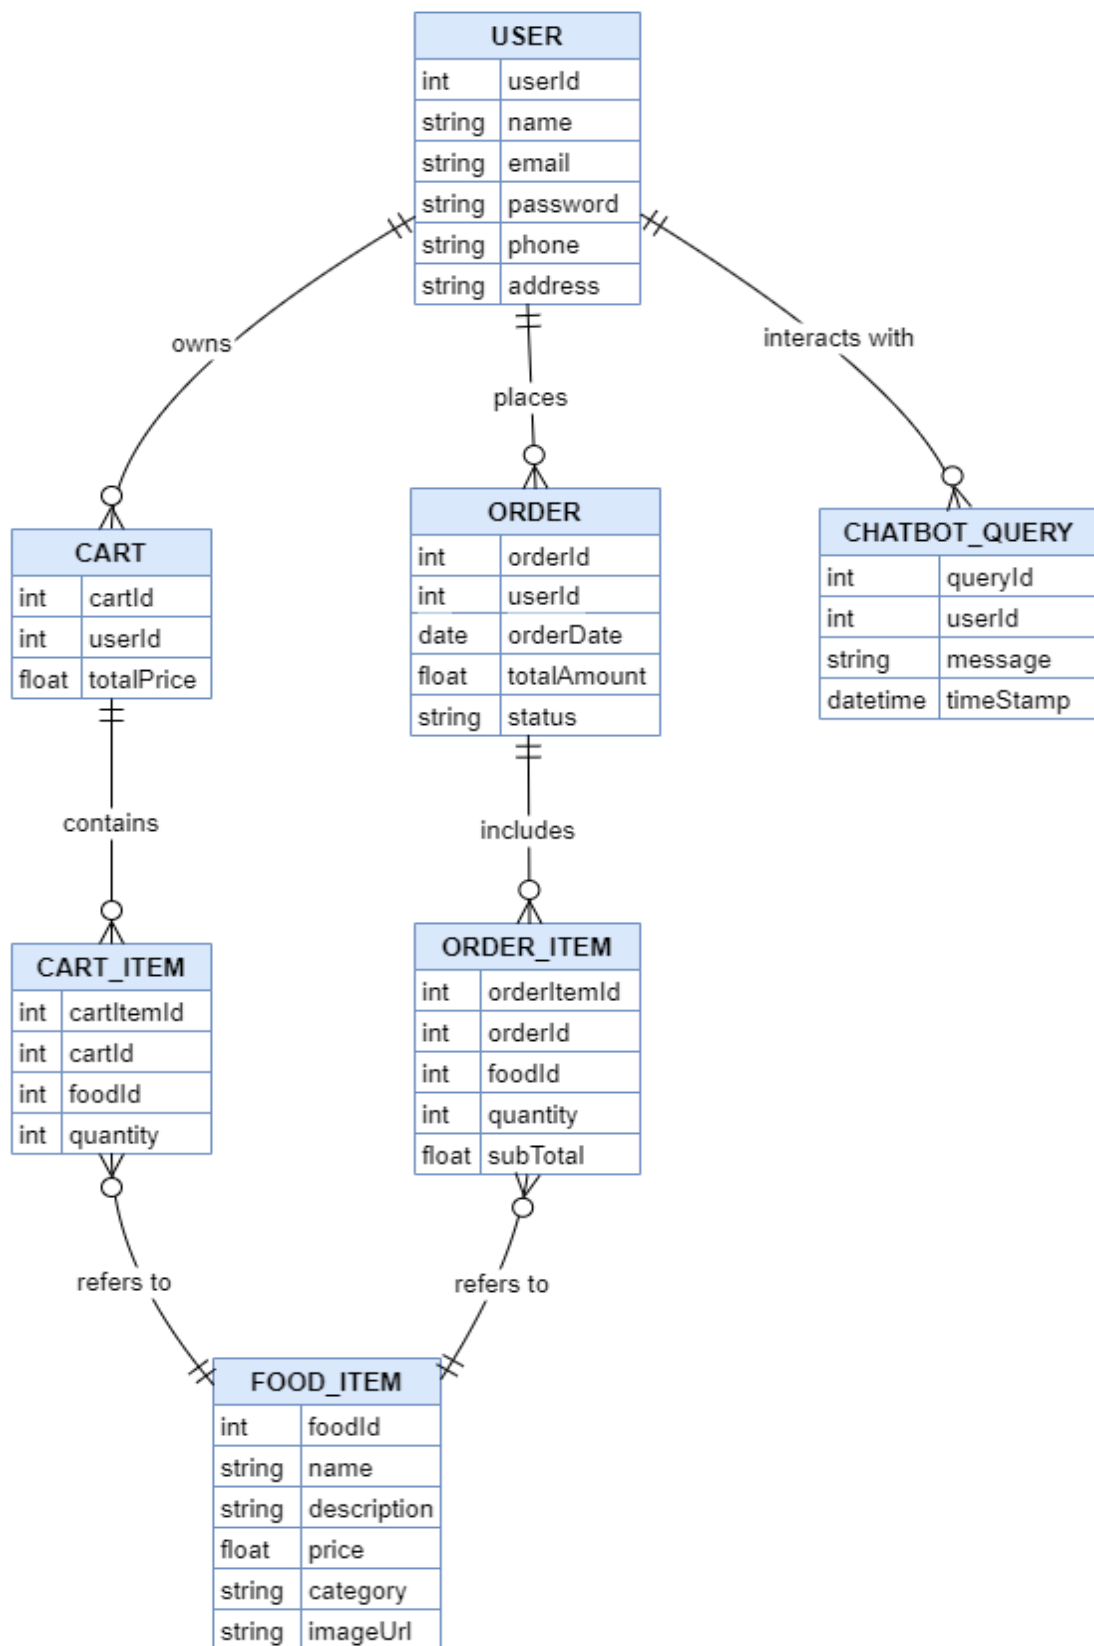 USER
int userId
string name
string email
string password
string phone
string address
owns
places
interacts with
CART
int cartId
int userId
float totalPrice
ORDER
int orderId
int userId
date orderDate
float totalAmount
string status
CHATBOT_QUERY
int queryId
int userId
string message
datetime timeStamp
contains
includes
CART_ITEM
int cartItemId
int cartId
int foodId
int quantity
ORDER_ITEM
int orderItemId
int orderId
int foodId
int quantity
float subTotal
refers to
refers to
FOOD_ITEM
int foodId
string name
string description
float price
string category
string imageUrl